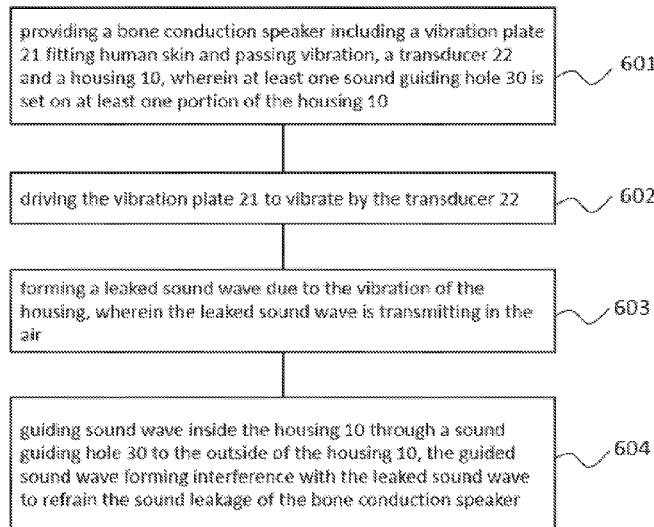 providing a bone conduction speaker including a vibration plate
21 fitting human skin and passing vibration, a transducer 22
and a housing 10, wherein at least one sound guiding hole 30 is
set on at least one portion of the housing 10
601
driving the vibration plate 21 to vibrate by the transducer 22
602
forming a leaked sound wave due to the vibration of the
housing, wherein the leaked sound wave is transmitting in the
air
603
guiding sound wave inside the housing 10 through a sound
guiding hole 30 to the outside of the housing 10, the guided
sound wave forming interference with the leaked sound wave
to refrain the sound leakage of the bone conduction speaker
604